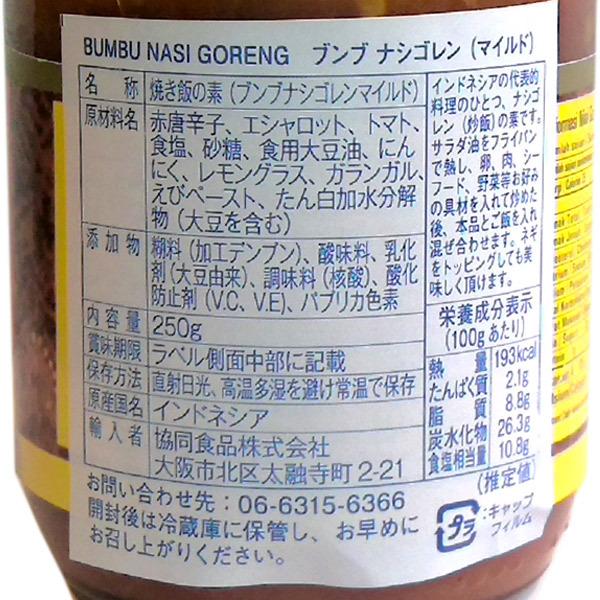 BUMBU NASI GORENG ブンブ ナシゴレン (マイルド)
名称 焼き飯の素(ブンブナシゴレンマイルド)
原材料名 赤唐辛子、エシャロット、トマト、
食塩、砂糖、食用大豆油、にん
にく、レモングラス、ガランガル、
えびペースト、たん白加水分解
物(大豆を含む)
添加物 糊料(加工デンプン)、酸味料、乳化
剤(大豆由来)、調味料(核酸)、酸化
防止剤(V.C、V.E)、パプリカ色素
内容量 250g
賞味期限 ラベル側面中部に記載
保存方法 直射日光、高温多湿を避け常温で保存
原産国名 インドネシア
輸入者 協同食品株式会社
大阪市北区太融寺町2-21
インドネシアの代表的
料理のひとつ、ナシゴ
レン(炒飯)の素です。
サラダ油をフライパン
で熱し、卵、肉、シー
フード、野菜等お好み
の具材を入れて炒めた
後、本品とご飯を入れ
混ぜ合わせます。ネギ
をトッピングしても美
味しく頂けます。
栄養成分表示
(100gあたり)
熱量 193kcal
たんぱく質 2.1g
脂質 8.8g
炭水化物 26.3g
食塩相当量 10.8g
(推定値)
お問い合わせ先:06-6315-6366
開封後は冷蔵庫に保管し、お早めに
お召し上がりください。
プラ
:キャップ
フィルム